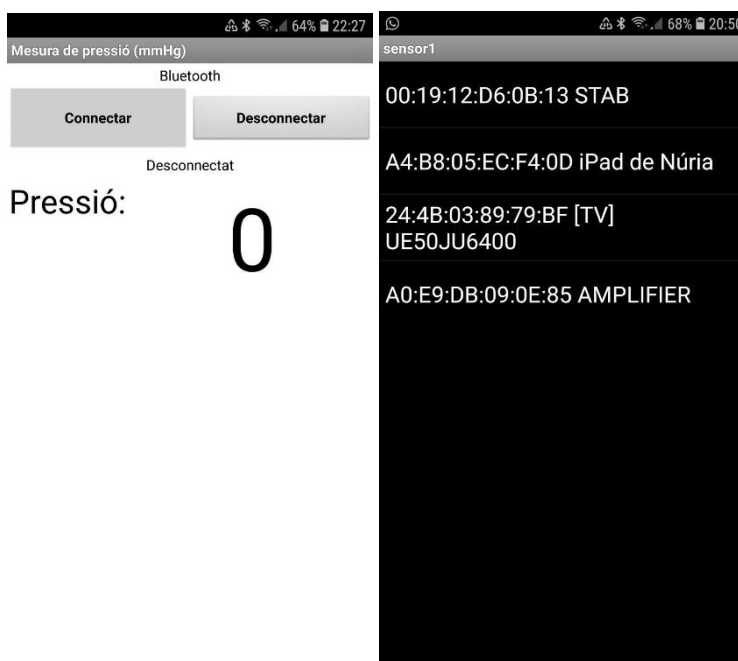 64% 22:27
Mesura de pressió (mmHg)
Bluetooth
Connectar Desconnectar
Desconnectat
Pressió:
0
68% 20:50
sensor1
00:19:12:D6:0B:13 STAB
A4:B8:05:EC:F4:0D iPad de Núria
24:4B:03:89:79:BF [TV]
UE50JU6400
A0:E9:DB:09:0E:85 AMPLIFIER